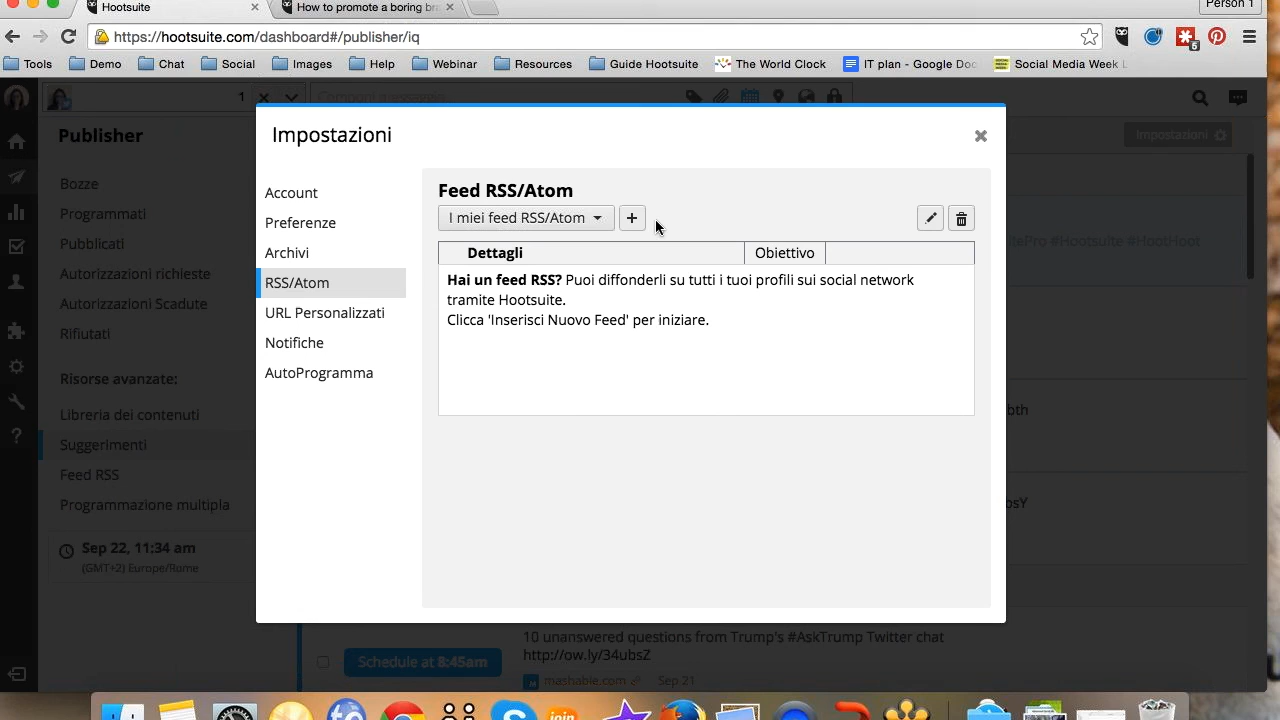 Hootsuite
How to promote a boring br
Person 1
https://hootsuite.com/dashboard#/publisher/iq
5
Tools
Demo
Chat
Social
Images
Help
Webinar
Resources
Guide Hootsuite
The World Clock
IT plan - Google Doc
Social Media Week L
1
Publisher
Impostazioni
Bozze
Programmati
Pubblicati
Autorizzazioni richieste
Autorizzazioni Scadute
Rifiutati
Risorse avanzate:
Libreria dei contenuti
Suggerimenti
Feed RSS
Programmazione multipla
Sep 22, 11:34 am
(GMT+2) Europe/Rome
Impostazioni
Account
Preferenze
Archivi
RSS/Atom
URL Personalizzati
Notifiche
AutoProgramma
Feed RSS/Atom
I miei feed RSS/Atom
+
Dettagli
Obiettivo
Hai un feed RSS? Puoi diffonderli su tutti i tuoi profili sui social network
tramite Hootsuite.
Clicca 'Inserisci Nuovo Feed' per iniziare.
#Hootsuite #HootHoot
Schedule at 8:45am
10 unanswered questions from Trump's #AskTrump Twitter chat
http://ow.ly/34ubsZ
mashable.com
Sep 21
join